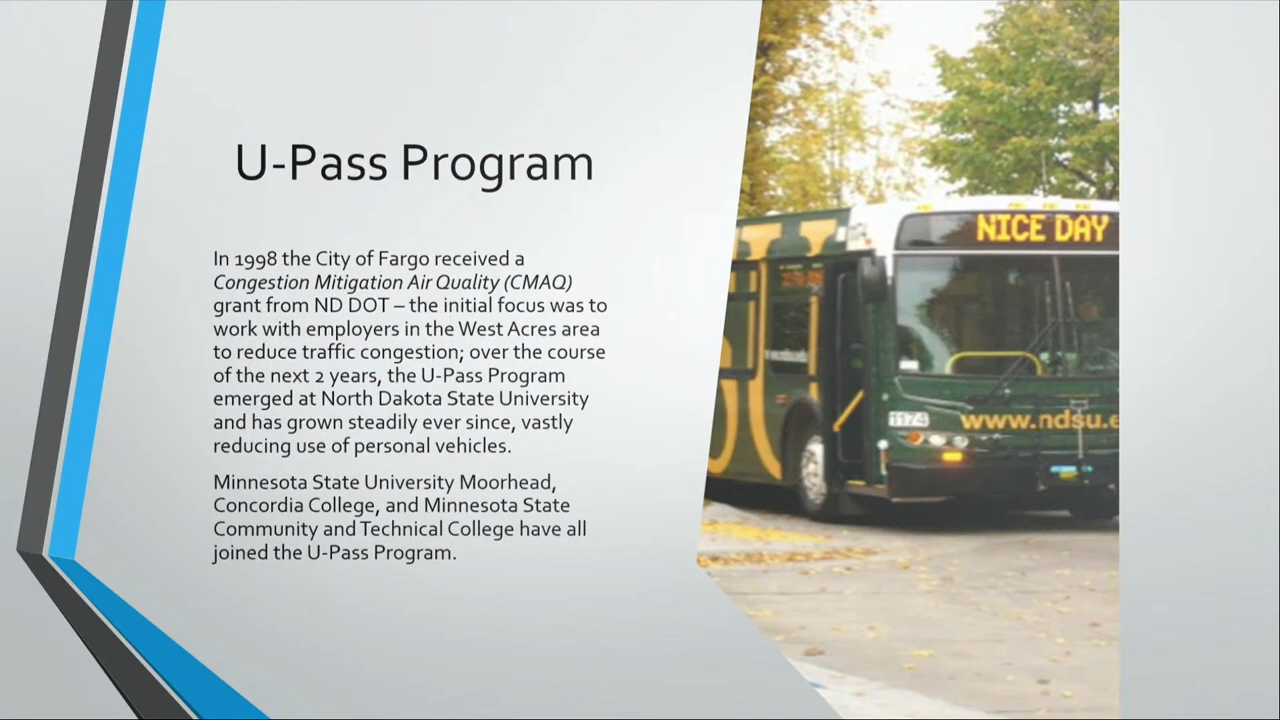 U-Pass Program
In 1998 the City of Fargo received a
Congestion Mitigation Air Quality (CMAQ)
grant from ND DOT – the initial focus was to
work with employers in the West Acres area
to reduce traffic congestion; over the course
of the next 2 years, the U-Pass Program
emerged at North Dakota State University
and has grown steadily ever since, vastly
reducing use of personal vehicles.
Minnesota State University Moorhead,
Concordia College, and Minnesota State
Community and Technical College have all
joined the U-Pass Program.
NICE DAY
1174
www.ndsu.e